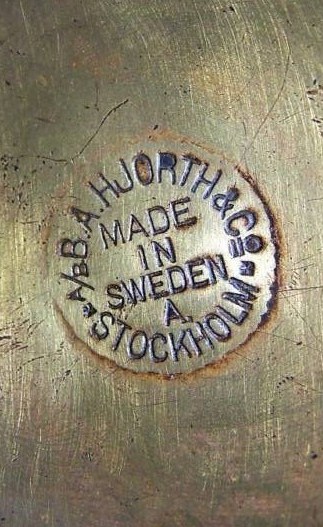 A/B B.A. HJORTH & Cº
MADE
IN
SWEDEN
A.
STOCKHOLM